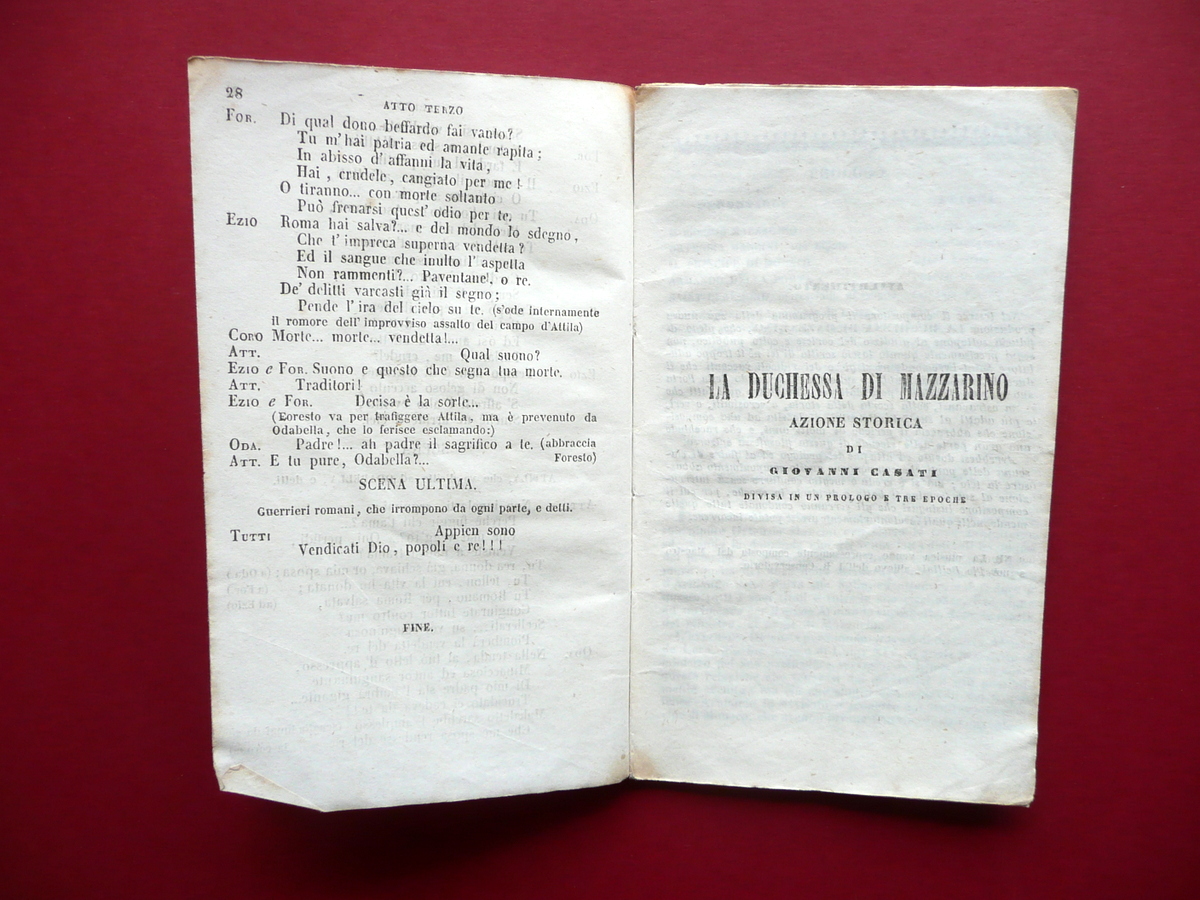 28
ATTO TERZO
FOR. Di qual dono beffardo fai vanto?
Tu m'hai patria ed amante rapita;
In abisso d'affanni la vita,
Hai, crudele, cangiato per me!
O tiranno... con morte soltanto
Può frenarsi quest' odio per te.
EZIO Roma hai salva?... e del mondo lo sdegno,
Che t'impreca superna vendetta?
Ed il sangue che inulto l'aspetta
Non rammenti?... Paventane!. o re.
De' delitti varcasti già il segno;
Pende l'ira del cielo su te. (s'ode internamente
il romore dell'improvviso assalto del campo d'Attila)
CORO Morte... morte... vendetta!...
ATT. Qual suono?
EZIO e FOR. Suono e questo che segna tua morte.
ATT. Traditori!
EZIO e FOR. Decisa è la sorte...
(Foresto va per trafiggere Attila, ma è prevenuto da
Odabella, che lo ferisce esclamando:)
ODA. Padre!... ah padre il sagrifico a te. (abbraccia
ATT. E tu pure, Odabella?... Foresto)
SCENA ULTIMA.
Guerrieri romani, che irrompono da ogni parte, e detti.
TUTTI Appien sono
Vendicati Dio, popoli e re!!!
FINE.
LA DUCHESSA DI MAZZARINO
AZIONE STORICA
DI
GIOVANNI CASATI
DIVISA IN UN PROLOGO E TRE EPOCHE